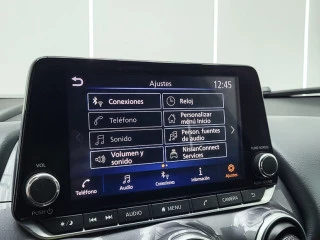 Ajustes
12:45
Conexiones
Reloj
Teléfono
Personalizar
menú Inicio
Sonido
Person. fuentes
de audio
Volumen y
sonido
NissanConnect
Services
Teléfono
Audio
Conexiones
Información
Ajustes
VOL
PUSH
AUDIO
MENU
CAMERA